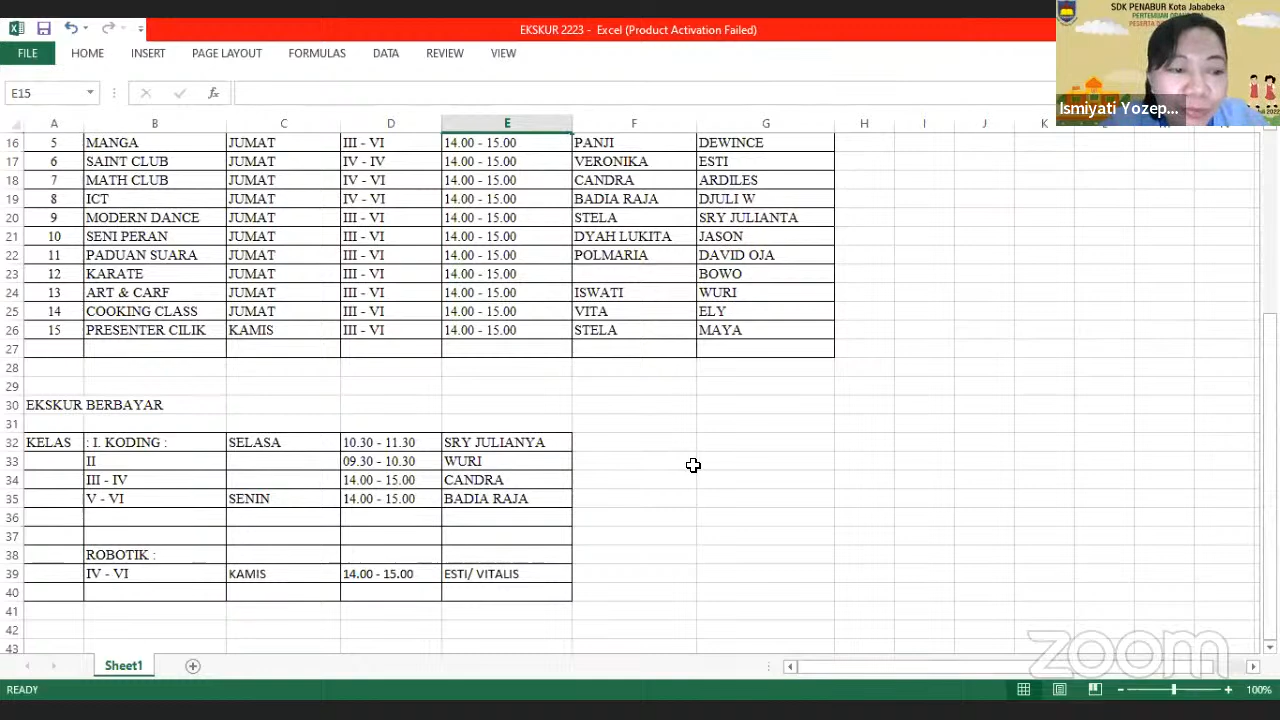 EKSKUR 2223 - Excel (Product Activation Failed)
SDK PENABUR Kota Jababeka
FILE HOME INSERT PAGE LAYOUT FORMULAS DATA REVIEW VIEW
Ismiyati Yozep...
E15 fx
A B C D E F G H I J K
16 5 MANGA JUMAT III - VI 14.00 - 15.00 PANJI DEWINCE
17 6 SAINT CLUB JUMAT IV - IV 14.00 - 15.00 VERONIKA ESTI
18 7 MATH CLUB JUMAT IV - VI 14.00 - 15.00 CANDRA ARDILES
19 8 ICT JUMAT IV - VI 14.00 - 15.00 BADIA RAJA DJULI W
20 9 MODERN DANCE JUMAT III - VI 14.00 - 15.00 STELA SRY JULIANTA
21 10 SENI PERAN JUMAT III - VI 14.00 - 15.00 DYAH LUKITA JASON
22 11 PADUAN SUARA JUMAT III - VI 14.00 - 15.00 POLMARIA DAVID OJA
23 12 KARATE JUMAT III - VI 14.00 - 15.00 BOWO
24 13 ART & CARF JUMAT III - VI 14.00 - 15.00 ISWATI WURI
25 14 COOKING CLASS JUMAT III - VI 14.00 - 15.00 VITA ELY
26 15 PRESENTER CILIK KAMIS III - VI 14.00 - 15.00 STELA MAYA
27
28
29
30 EKSKUR BERBAYAR
31
32 KELAS : I. KODING : SELASA 10.30 - 11.30 SRY JULIANYA
33 II 09.30 - 10.30 WURI
34 III - IV 14.00 - 15.00 CANDRA
35 V - VI SENIN 14.00 - 15.00 BADIA RAJA
36
37
38 ROBOTIK :
39 IV - VI KAMIS 14.00 - 15.00 ESTI/ VITALIS
40
41
42
43
Sheet1
zoom
READY 100%